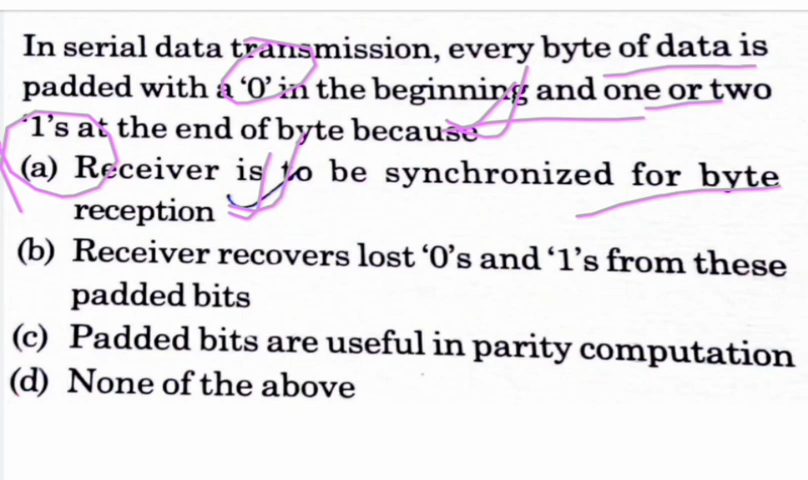 In serial data transmission, every byte of data is
padded with a ‘0’ in the beginning and one or two
‘1’s at the end of byte because
(a) Receiver is to be synchronized for byte
reception
(b) Receiver recovers lost ‘0’s and ‘1’s from these
padded bits
(c) Padded bits are useful in parity computation
(d) None of the above